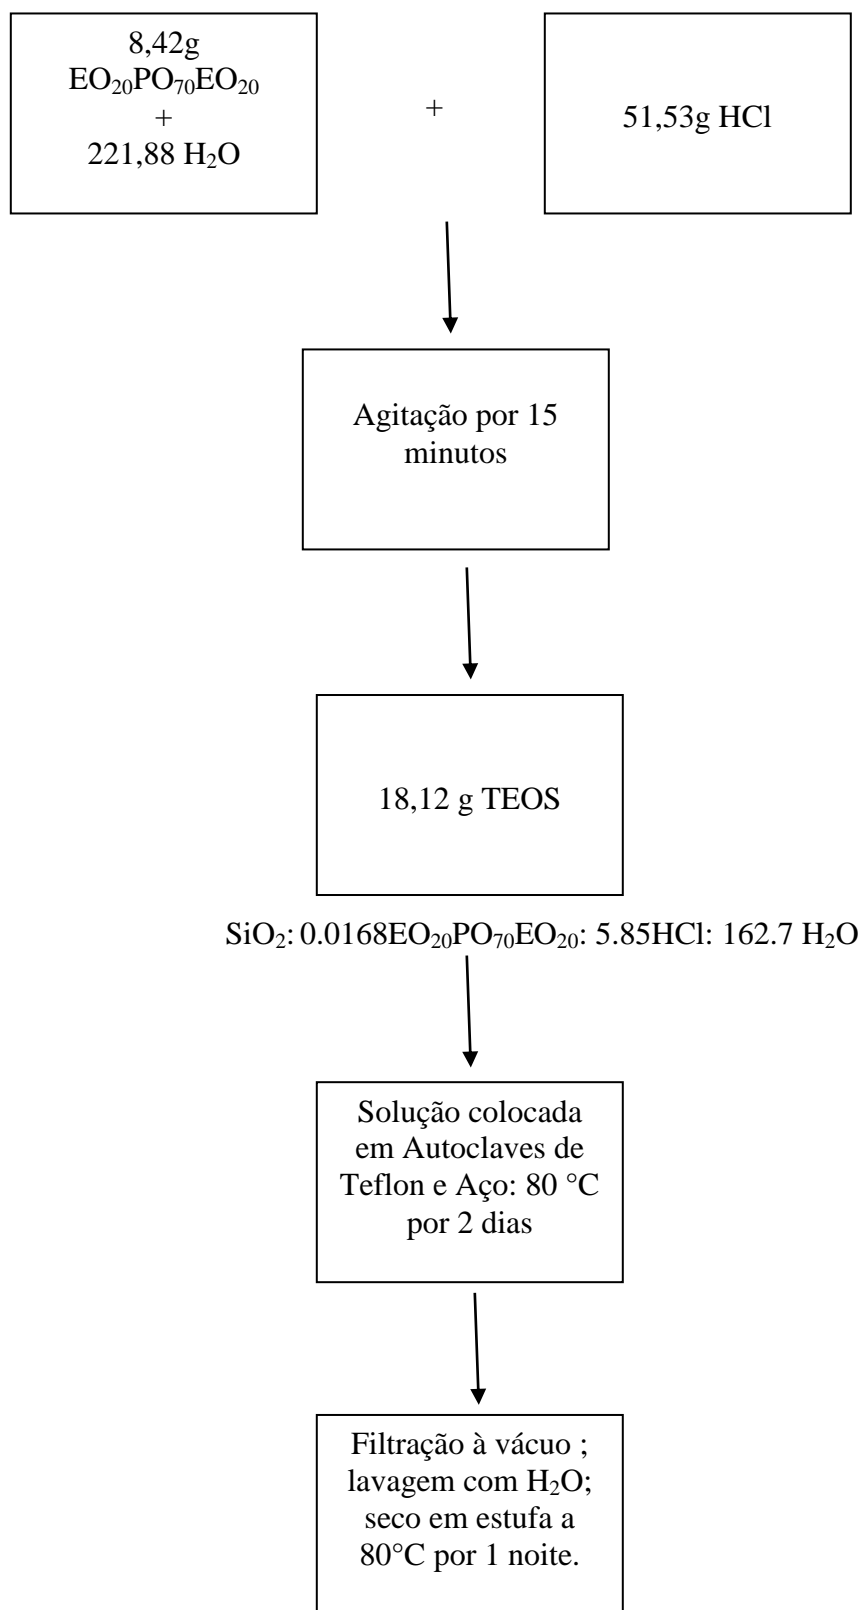 8,42g
EO₂₀PO₇₀EO₂₀
+
221,88 H₂O
+
51,53g HCl
Agitação por 15
minutos
18,12 g TEOS
SiO₂: 0.0168EO₂₀PO₇₀EO₂₀: 5.85HCl: 162.7 H₂O
Solução colocada
em Autoclaves de
Teflon e Aço: 80 °C
por 2 dias
Filtração à vácuo ;
lavagem com H₂O;
seco em estufa a
80°C por 1 noite.